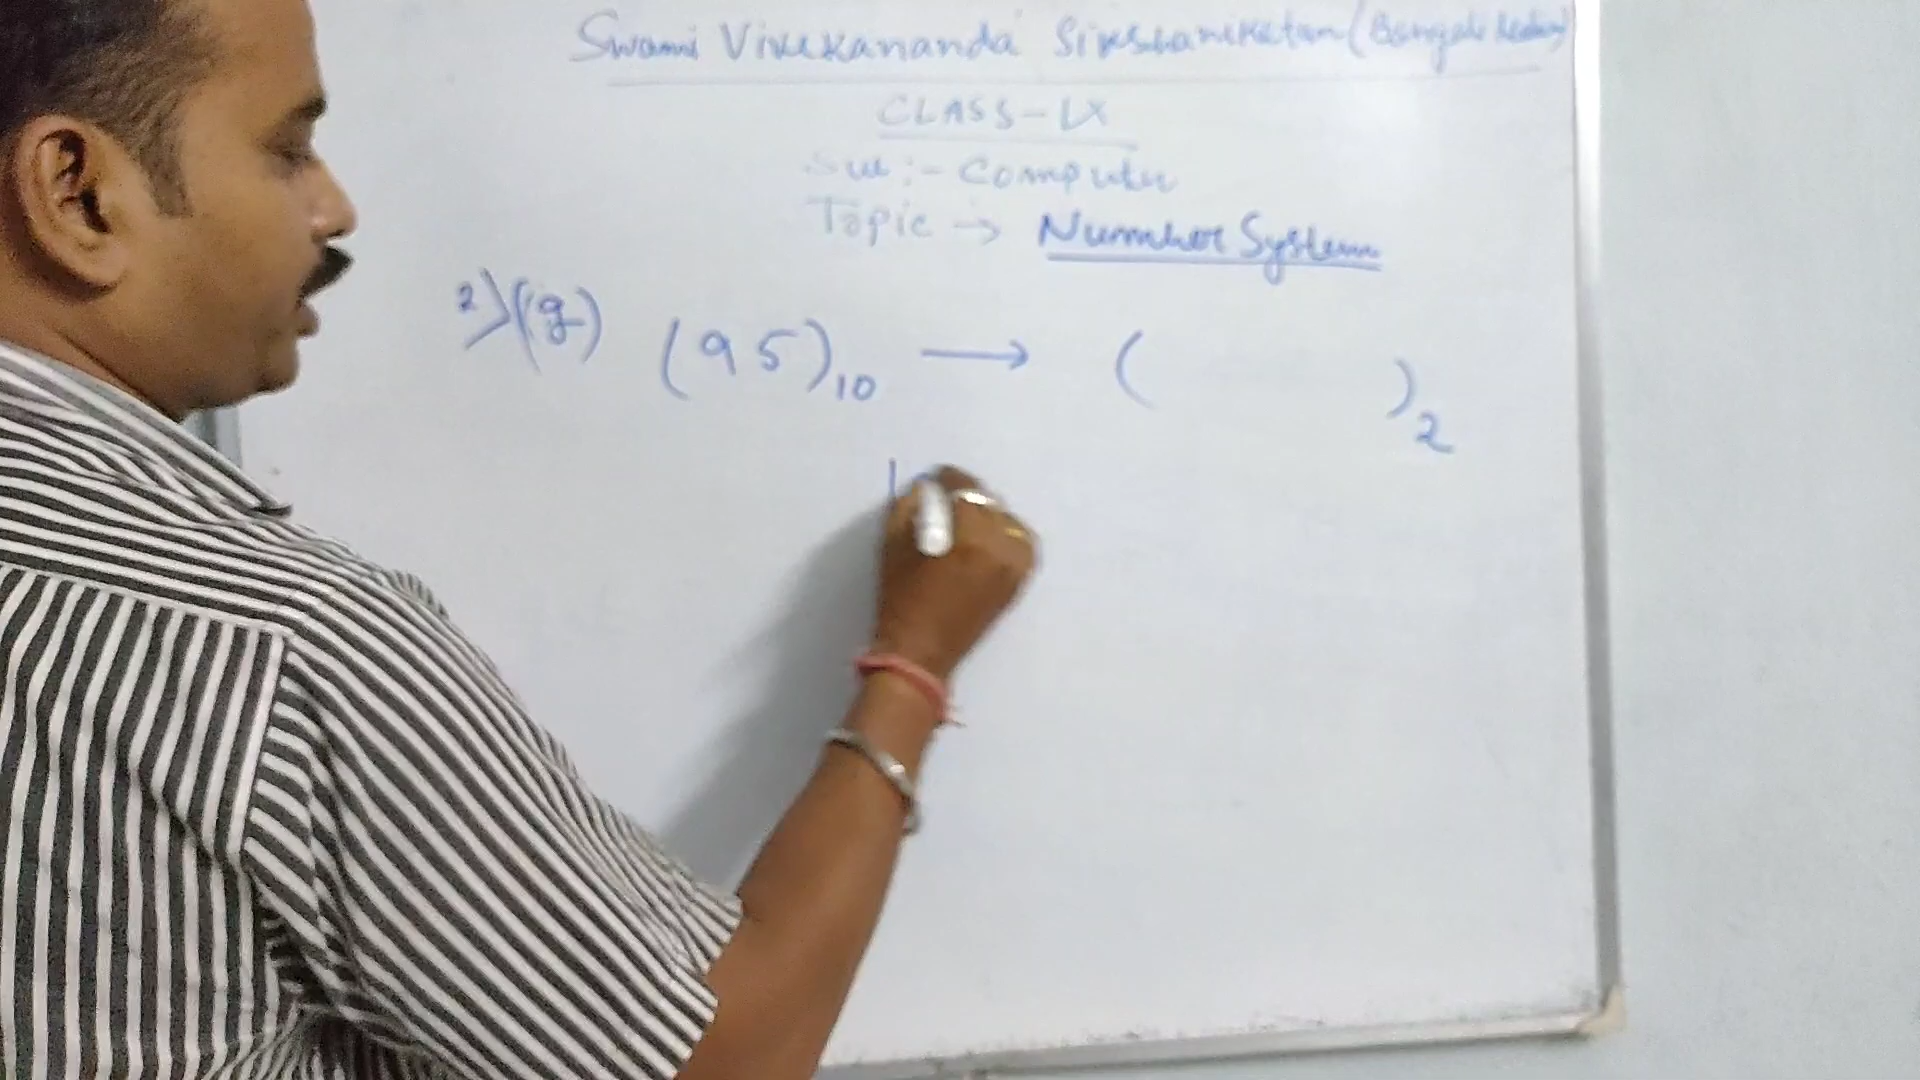 Swami Vivekananda Sikshaniketan (Bengali Medium)
CLASS - IX
Sub :- Computer
Topic → Number System
2) (g) (95)10 → ( )2